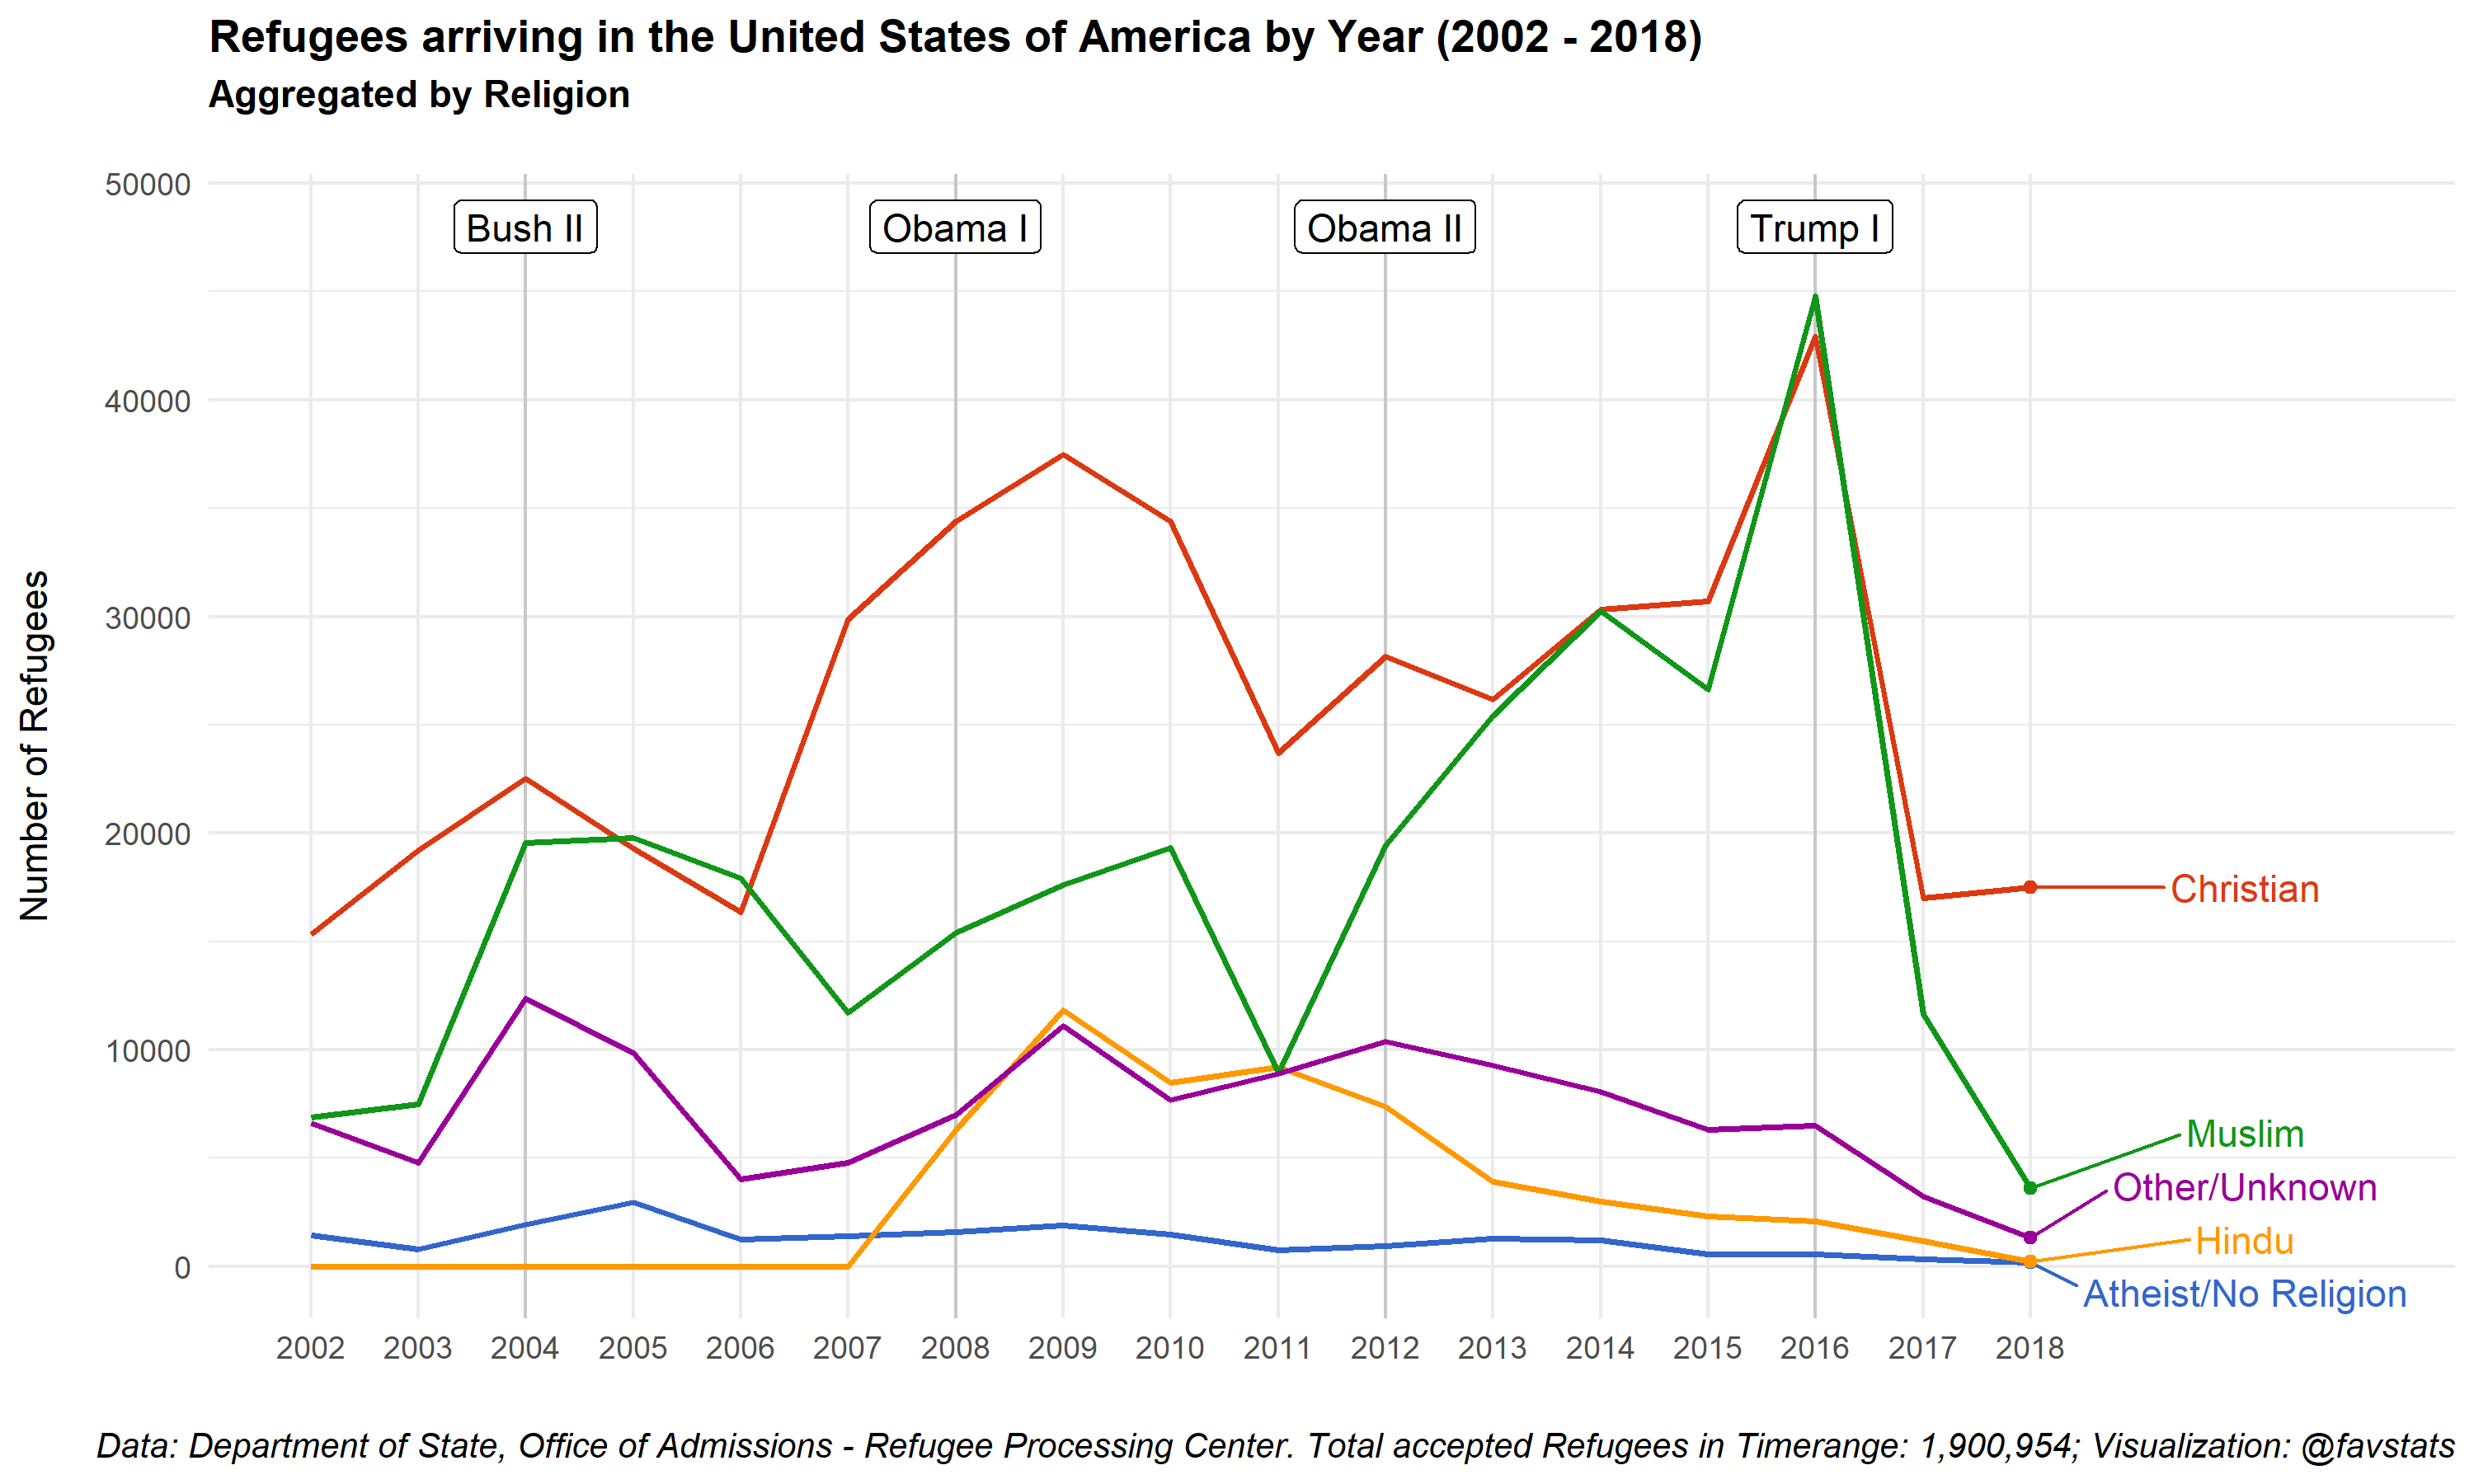 Refugees arriving in the United States of America by Year (2002 - 2018)
Aggregated by Religion
50000
Bush II
Obama I
Obama II
Trump I
40000
30000
20000
10000
0
Number of Refugees
Christian
Muslim
Other/Unknown
Hindu
Atheist/No Religion
2002 2003 2004 2005 2006 2007 2008 2009 2010 2011 2012 2013 2014 2015 2016 2017 2018
Data: Department of State, Office of Admissions - Refugee Processing Center. Total accepted Refugees in Timerange: 1,900,954; Visualization: @favstats